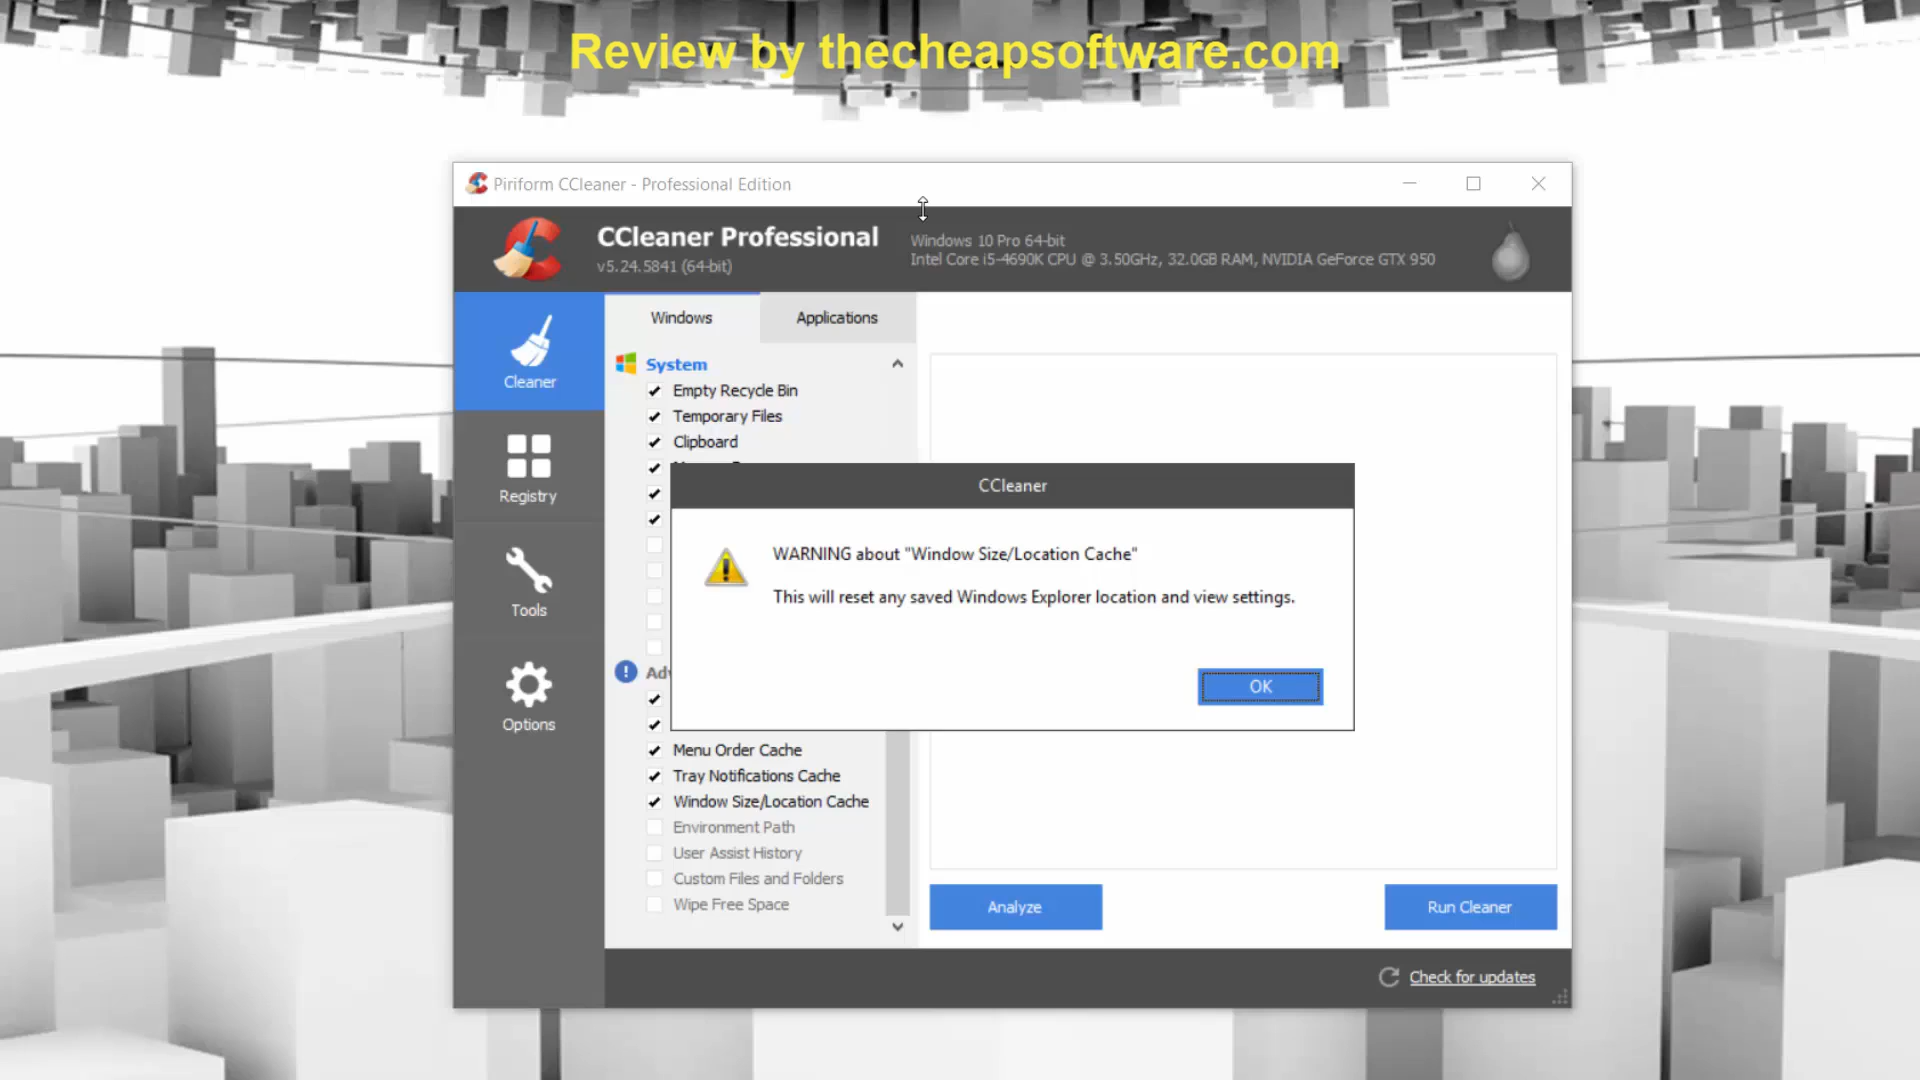 Review by thecheapsoftware.com
Piriform CCleaner - Professional Edition
CCleaner Professional
v5.24.5841 (64-bit)
Windows 10 Pro 64-bit
Intel Core i5-4690K CPU @ 3.50GHz, 32.0GB RAM, NVIDIA GeForce GTX 950
Cleaner
Registry
Tools
Options
Windows
Applications
System
Empty Recycle Bin
Temporary Files
Clipboard
CCleaner
WARNING about "Window Size/Location Cache"
This will reset any saved Windows Explorer location and view settings.
OK
Menu Order Cache
Tray Notifications Cache
Window Size/Location Cache
Environment Path
User Assist History
Custom Files and Folders
Wipe Free Space
Analyze
Run Cleaner
Check for updates